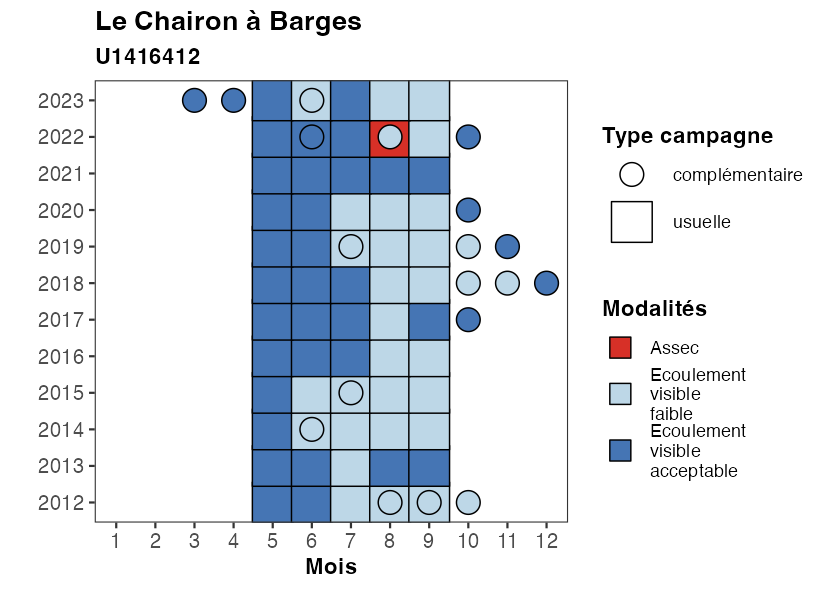 Le Chairon à Barges
U1416412
2023
2022
2021
2020
2019
2018
2017
2016
2015
2014
2013
2012
1 2 3 4 5 6 7 8 9 10 11 12
Mois
Type campagne
complémentaire
usuelle
Modalités
Assec
Ecoulement
visible
faible
Ecoulement
visible
acceptable